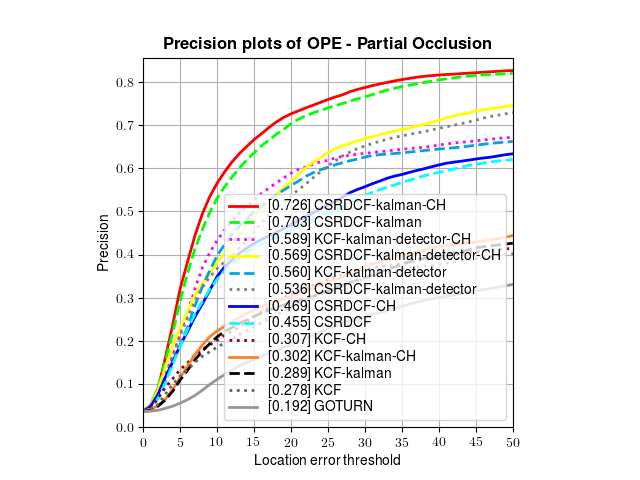 Precision plots of OPE - Partial Occlusion
Precision
0.8
0.7
0.6
0.5
0.4
0.3
0.2
0.1
0.0
[0.726] CSRDCF-kalman-CH
[0.703] CSRDCF-kalman
[0.589] KCF-kalman-detector-CH
[0.569] CSRDCF-kalman-detector-CH
[0.560] KCF-kalman-detector
[0.536] CSRDCF-kalman-detector
[0.469] CSRDCF-CH
[0.455] CSRDCF
[0.307] KCF-CH
[0.302] KCF-kalman-CH
[0.289] KCF-kalman
[0.278] KCF
[0.192] GOTURN
0 5 10 15 20 25 30 35 40 45 50
Location error threshold